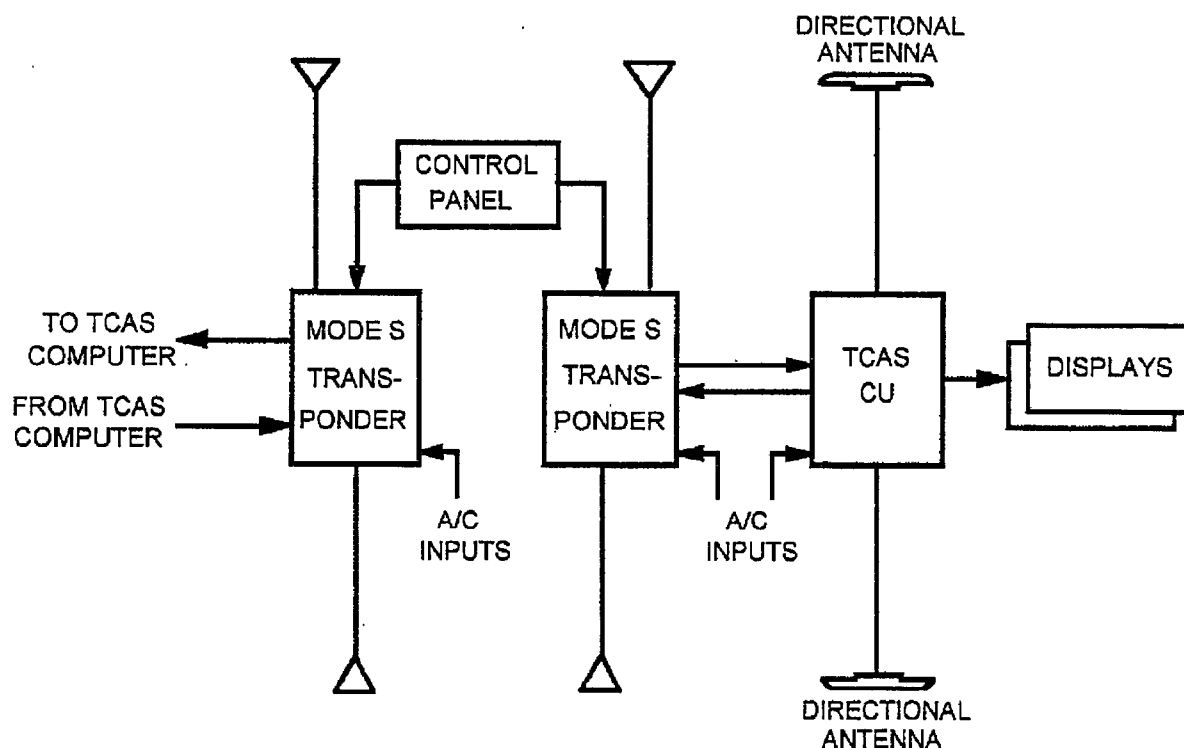 DIRECTIONAL
ANTENNA
CONTROL
PANEL
TO TCAS
COMPUTER
FROM TCAS
COMPUTER
MODE S
TRANS-
PONDER
A/C
INPUTS
MODE S
TRANS-
PONDER
A/C
INPUTS
TCAS
CU
DISPLAYS
DIRECTIONAL
ANTENNA